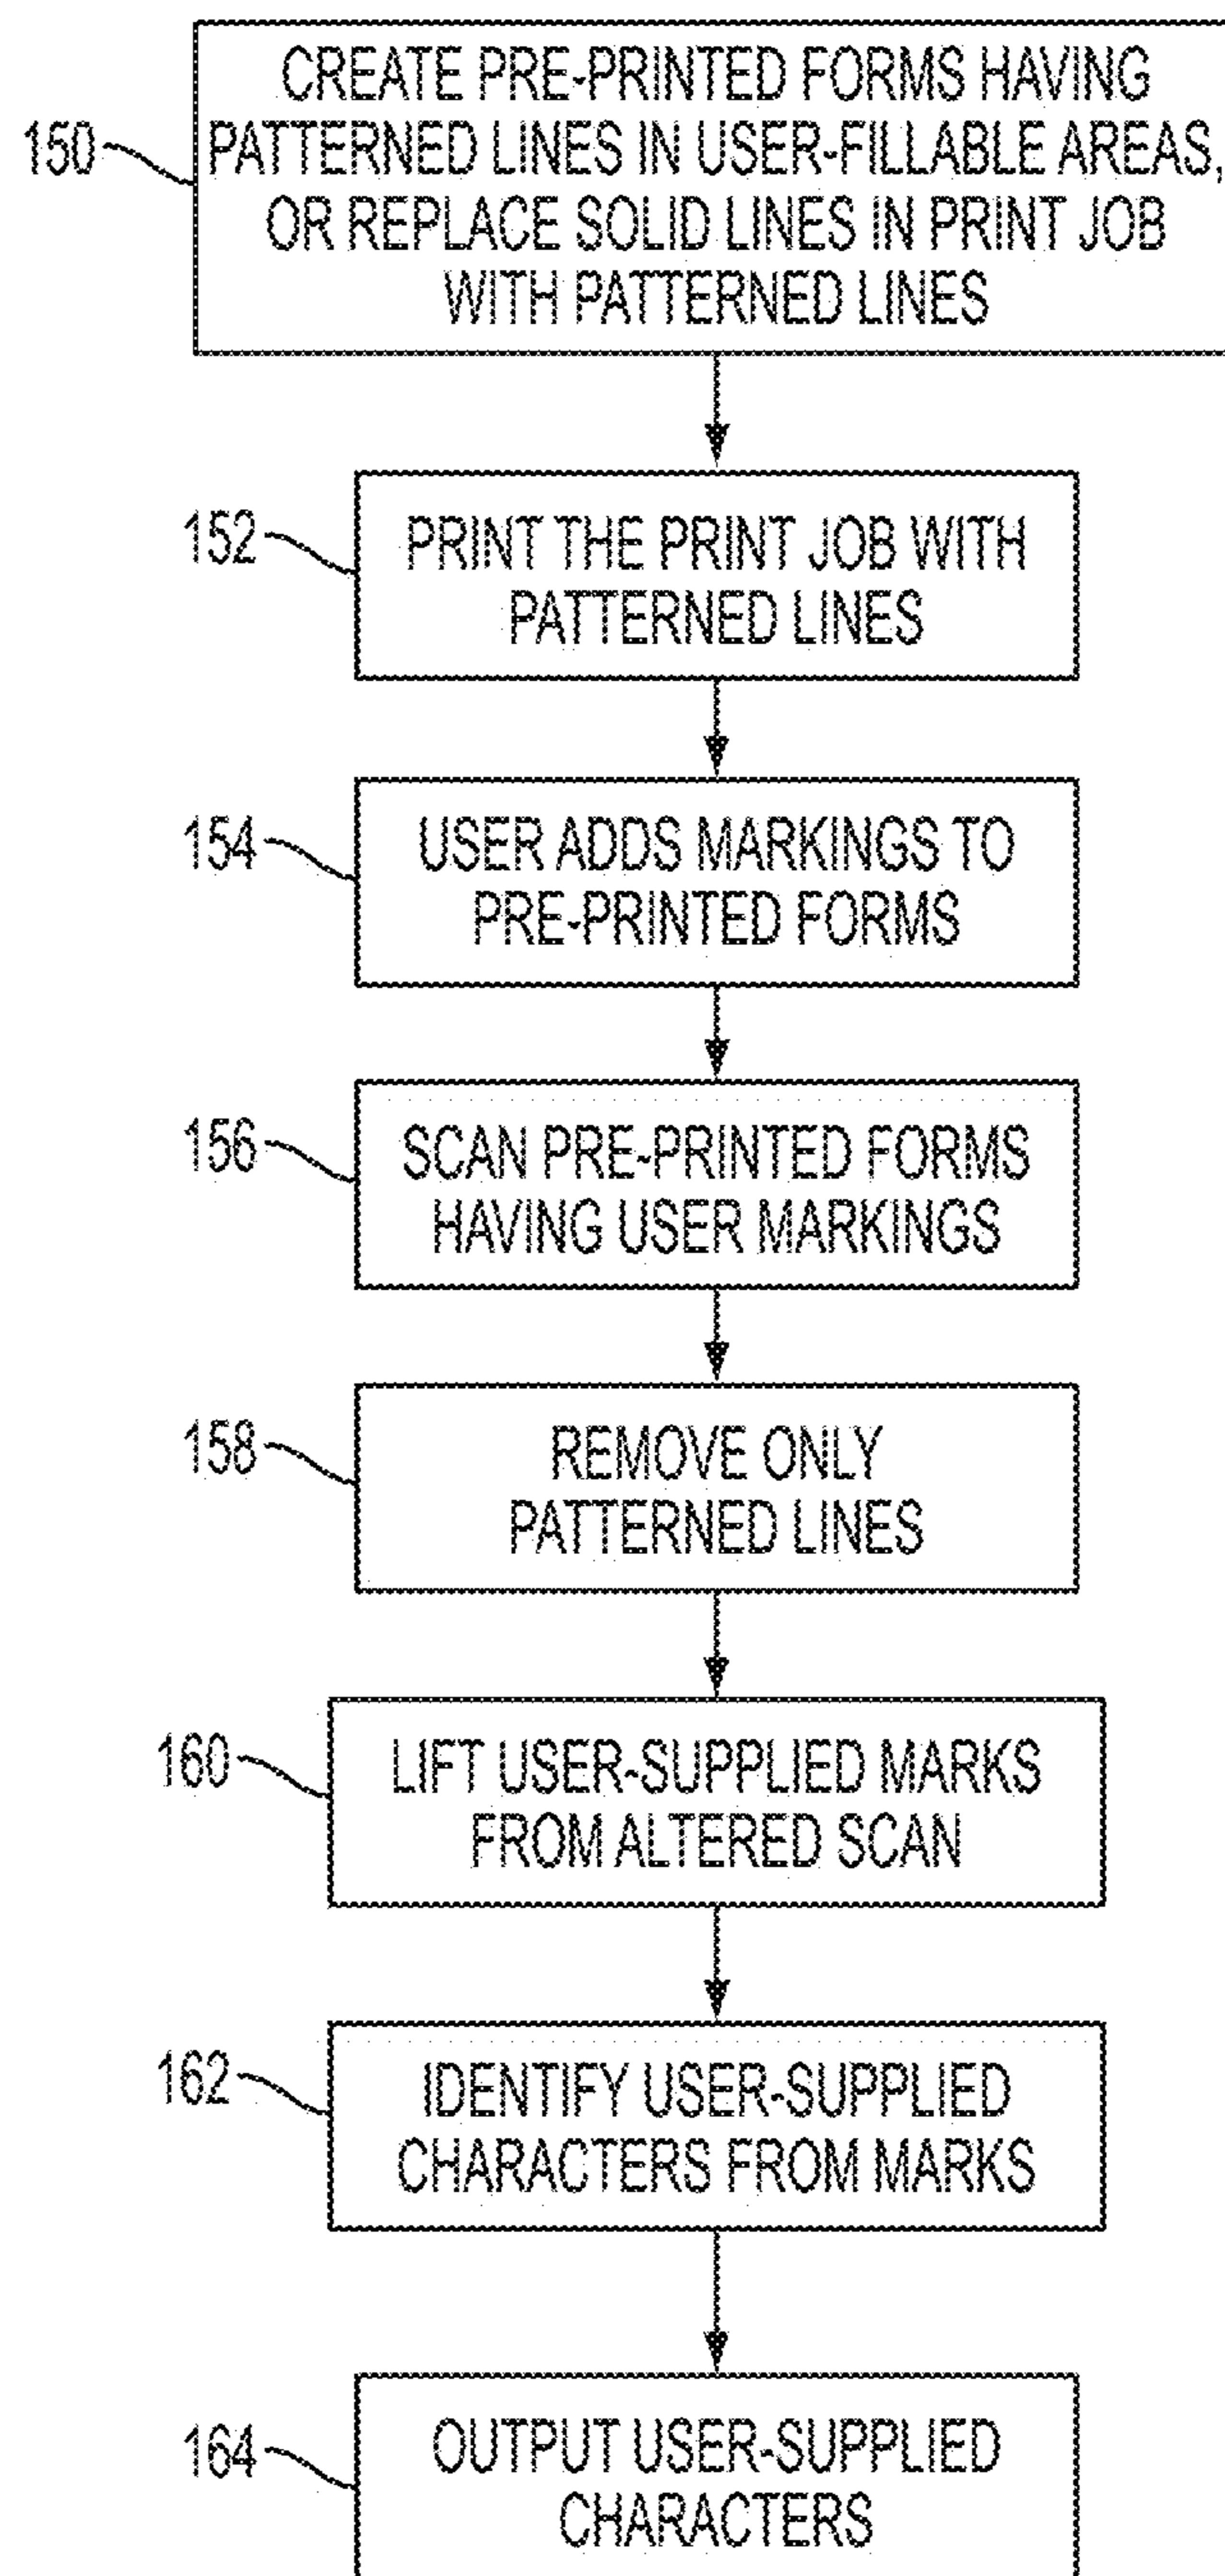 CREATE PRE-PRINTED FORMS HAVING
150
PATTERNED LINES IN USER-FILLABLE AREAS,
OR REPLACE SOLID LINES IN PRINT JOB
WITH PATTERNED LINES
152
PRINT THE PRINT JOB WITH
PATTERNED LINES
154
USER ADDS MARKINGS TO
PRE-PRINTED FORMS
156
SCAN PRE-PRINTED FORMS
HAVING USER MARKINGS
158
REMOVE ONLY
PATTERNED LINES
160
LIFT USER-SUPPLIED MARKS
FROM ALTERED SCAN
162
IDENTIFY USER-SUPPLIED
CHARACTERS FROM MARKS
164
OUTPUT USER-SUPPLIED
CHARACTERS